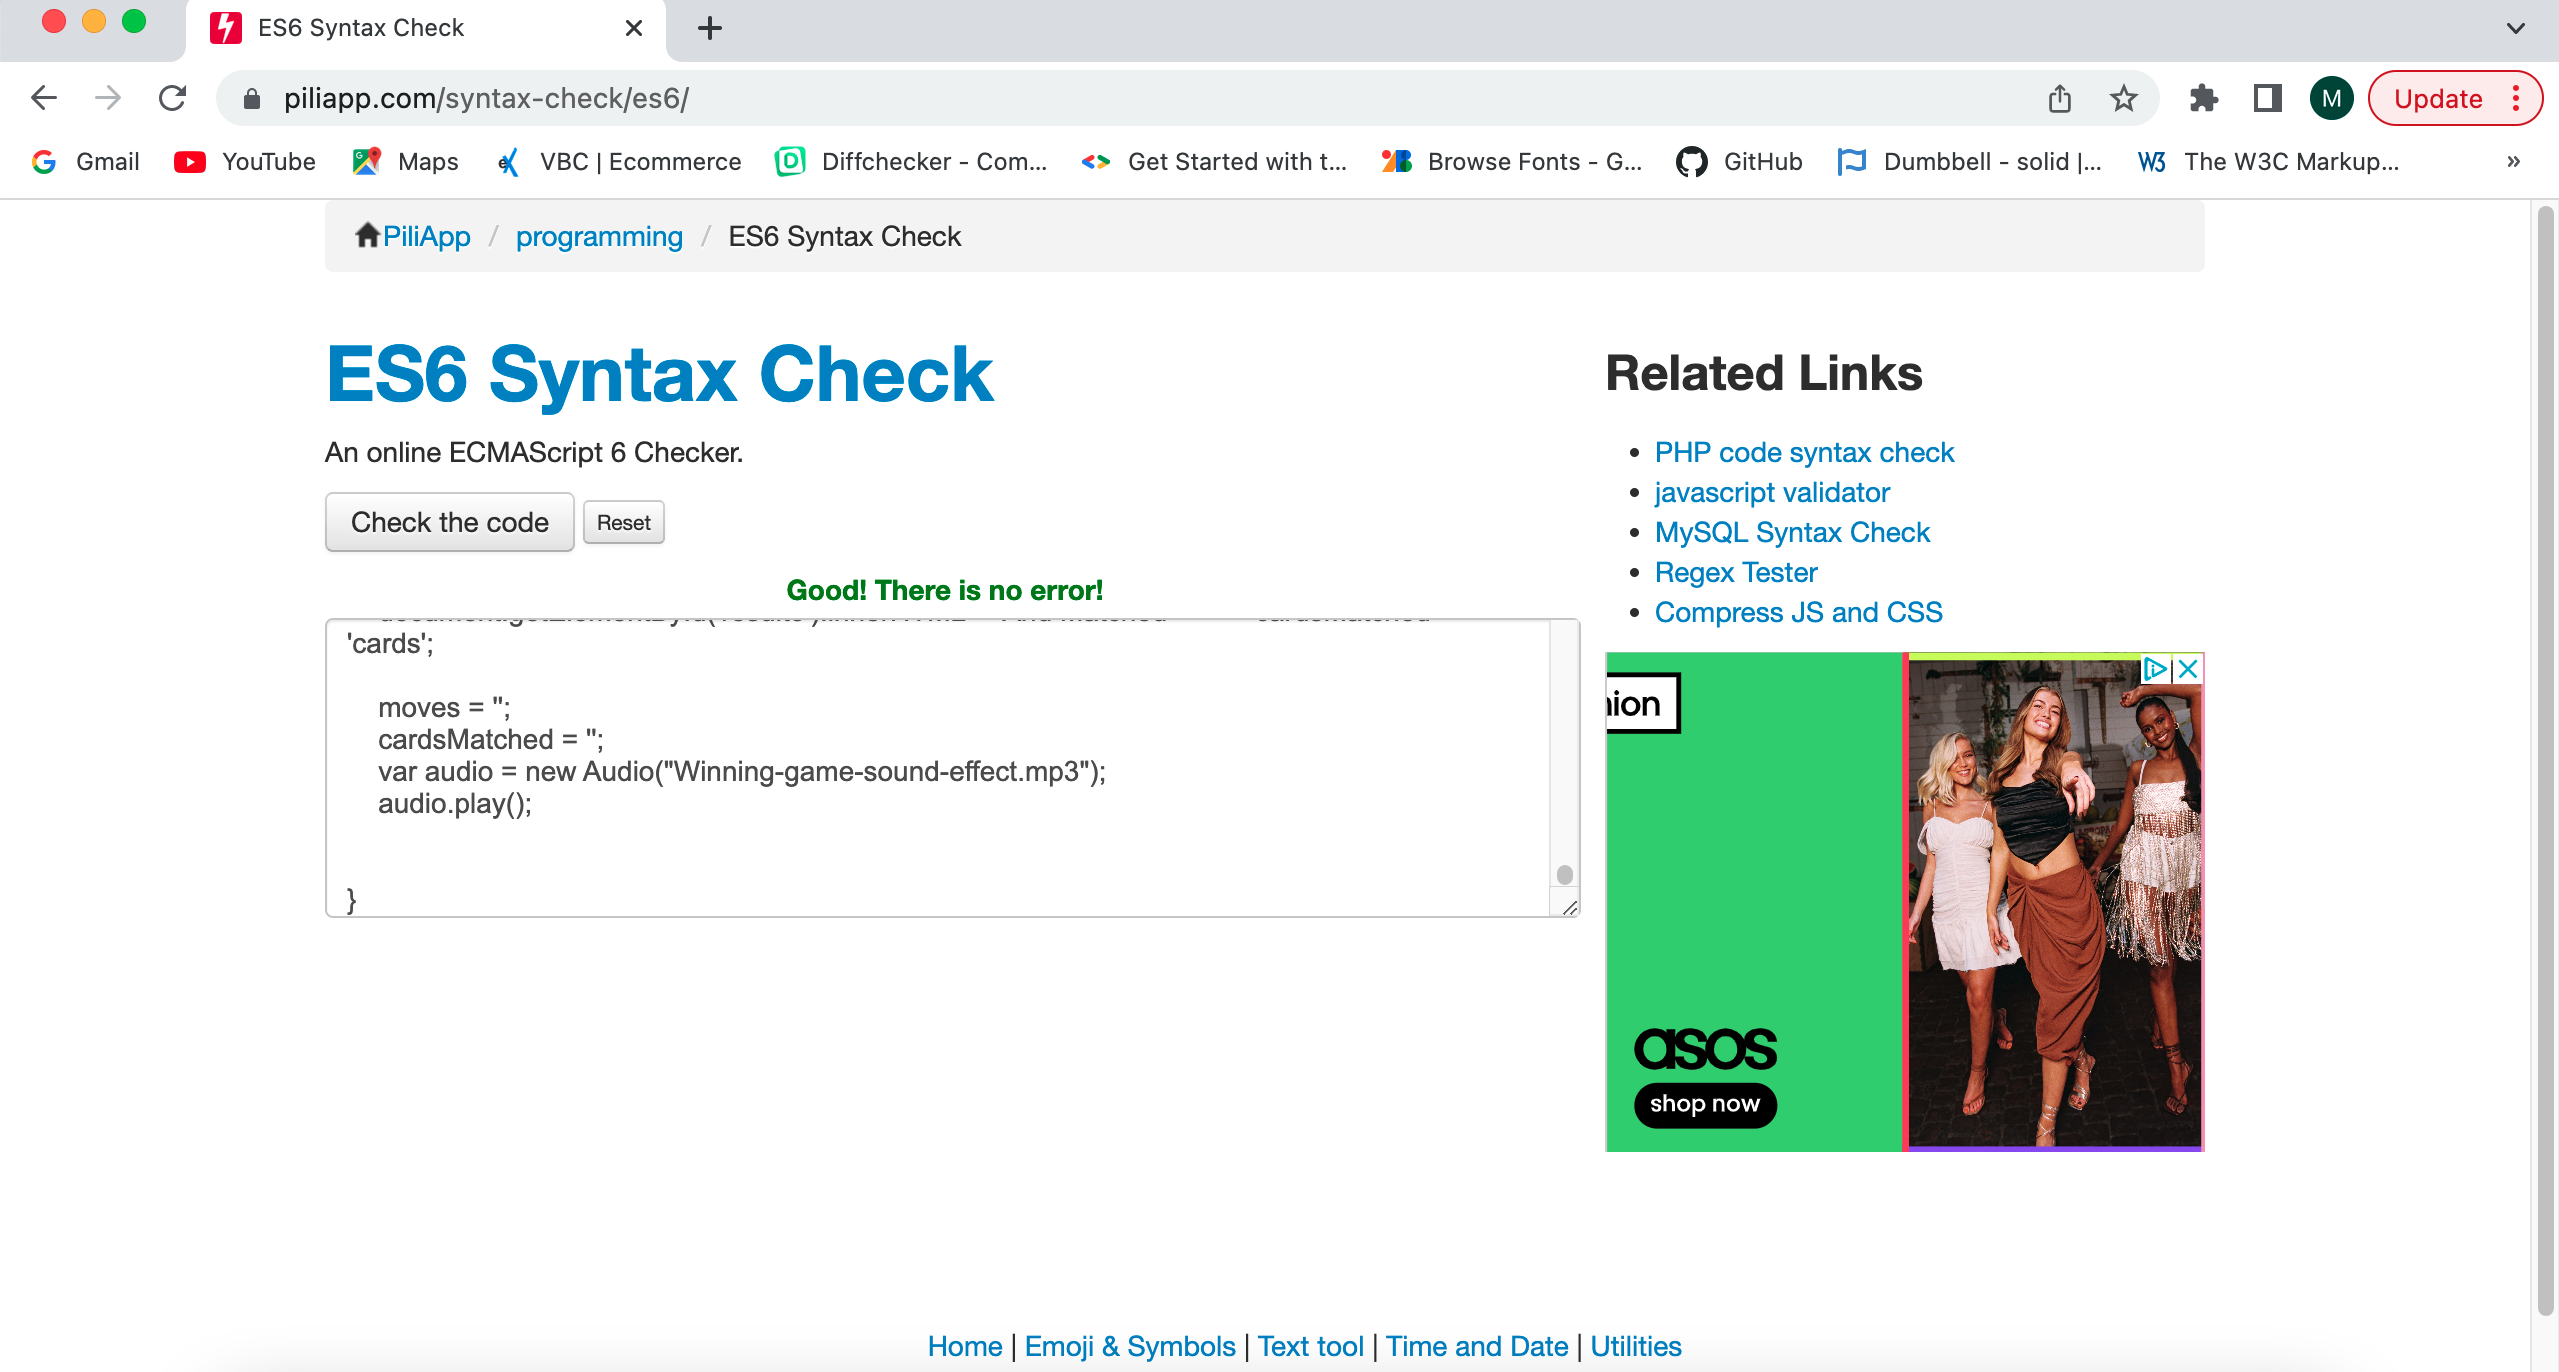 ES6 Syntax Check
piliapp.com/syntax-check/es6/
M
Update
Gmail
YouTube
Maps
VBC | Ecommerce
Diffchecker - Com...
Get Started with t...
Browse Fonts - G...
GitHub
Dumbbell - solid |...
The W3C Markup...
»
PiliApp / programming / ES6 Syntax Check
ES6 Syntax Check
An online ECMAScript 6 Checker.
Check the code
Reset
Good! There is no error!
'cards';
moves = '';
cardsMatched = '';
var audio = new Audio("Winning-game-sound-effect.mp3");
audio.play();
}
Related Links
PHP code syntax check
javascript validator
MySQL Syntax Check
Regex Tester
Compress JS and CSS
nion
asos
shop now
Home | Emoji & Symbols | Text tool | Time and Date | Utilities